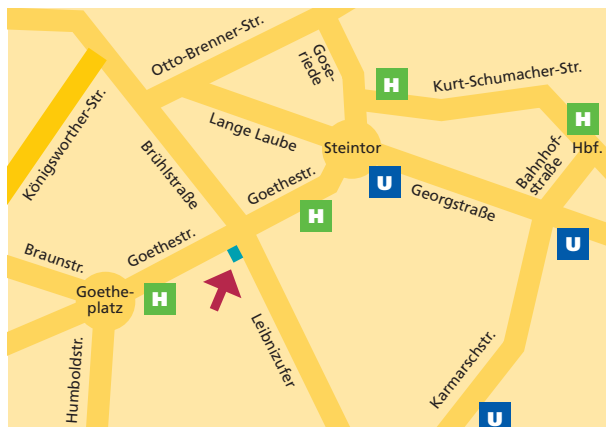 Otto-Brenner-Str.
Gose-
riede
H
Kurt-Schumacher-Str.
Königsworther-Str.
Brühlstraße
Lange Laube
Steintor
H
Hbf.
Bahnhof-
straße
Goethestr.
U
Georgstraße
H
U
Braunstr.
Goethestr.
Goethe-
platz
H
Humboldstr.
Leibnizufer
Karmarschstr.
U